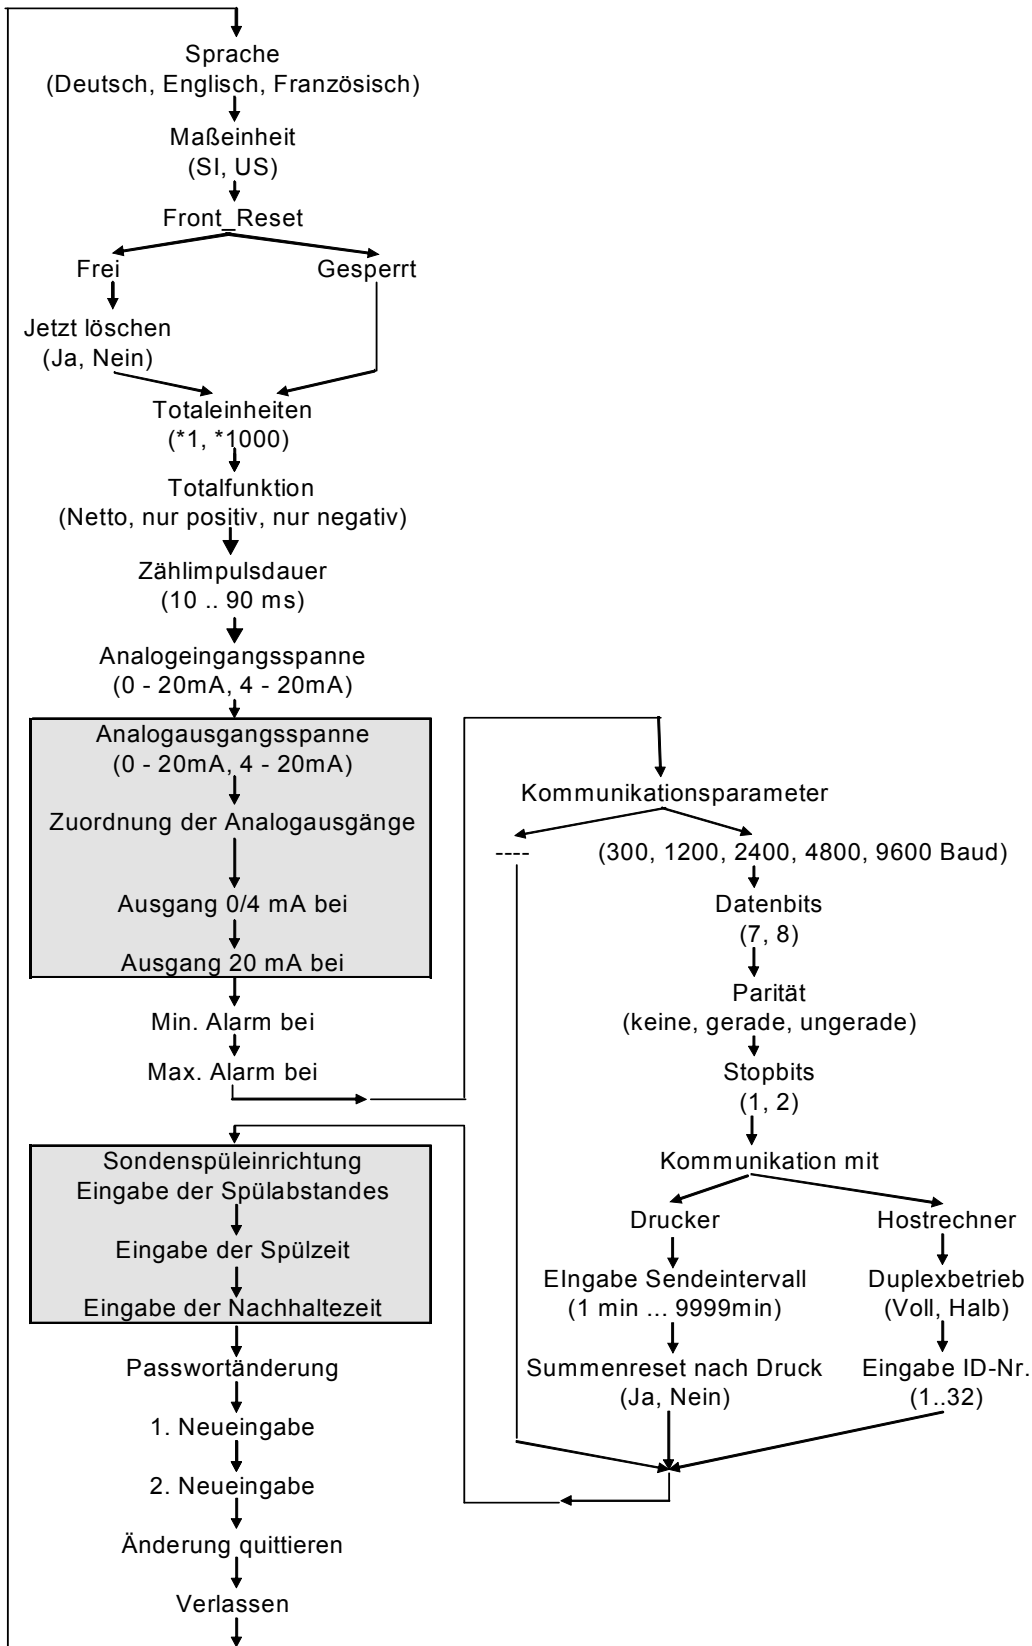 Sprache
(Deutsch, Englisch, Französisch)
Maßeinheit
(SI, US)
Front_Reset
Frei
Gesperrt
Jetzt löschen
(Ja, Nein)
Totaleinheiten
(*1, *1000)
Totalfunktion
(Netto, nur positiv, nur negativ)
Zählimpulsdauer
(10 .. 90 ms)
Analogeingangsspanne
(0 - 20mA, 4 - 20mA)
Analogausgangsspanne
(0 - 20mA, 4 - 20mA)
Zuordnung der Analogausgänge
Ausgang 0/4 mA bei
Ausgang 20 mA bei
Min. Alarm bei
Max. Alarm bei
Kommunikationsparameter
----
(300, 1200, 2400, 4800, 9600 Baud)
Datenbits
(7, 8)
Parität
(keine, gerade, ungerade)
Stopbits
(1, 2)
Kommunikation mit
Drucker
EIngabe Sendeintervall
(1 min ... 9999min)
Summenreset nach Druck
(Ja, Nein)
Hostrechner
Duplexbetrieb
(Voll, Halb)
Eingabe ID-Nr.
(1..32)
Sondenspüleinrichtung
Eingabe der Spülabstandes
Eingabe der Spülzeit
Eingabe der Nachhaltezeit
Passwortänderung
1. Neueingabe
2. Neueingabe
Änderung quittieren
Verlassen